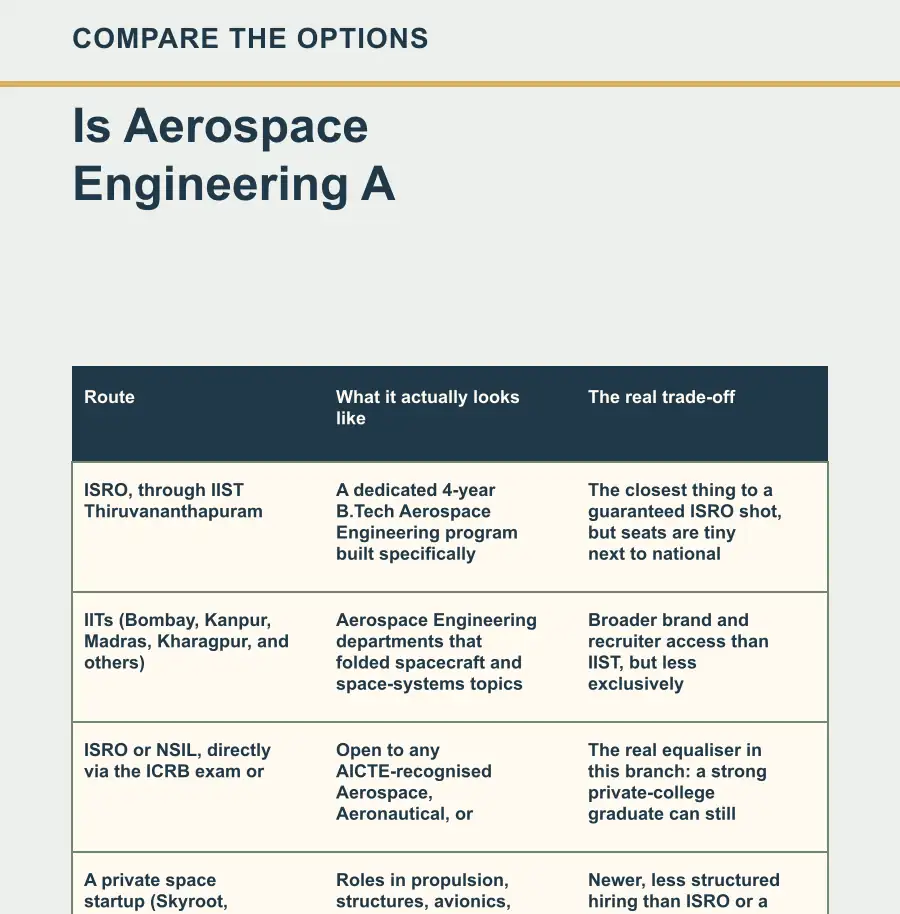 COMPARE THE OPTIONS
Is Aerospace
Engineering A
Route
What it actually looks
like
The real trade-off
ISRO, through IIST
Thiruvananthapuram
A dedicated 4-year
B.Tech Aerospace
Engineering program
built specifically
The closest thing to a
guaranteed ISRO shot,
but seats are tiny
next to national
IITs (Bombay, Kanpur,
Madras, Kharagpur, and
others)
Aerospace Engineering
departments that
folded spacecraft and
space-systems topics
Broader brand and
recruiter access than
IIST, but less
exclusively
ISRO or NSIL, directly
via the ICRB exam or
Open to any
AICTE-recognised
Aerospace,
Aeronautical, or
The real equaliser in
this branch: a strong
private-college
graduate can still
A private space
startup (Skyroot,
Roles in propulsion,
structures, avionics,
Newer, less structured
hiring than ISRO or a